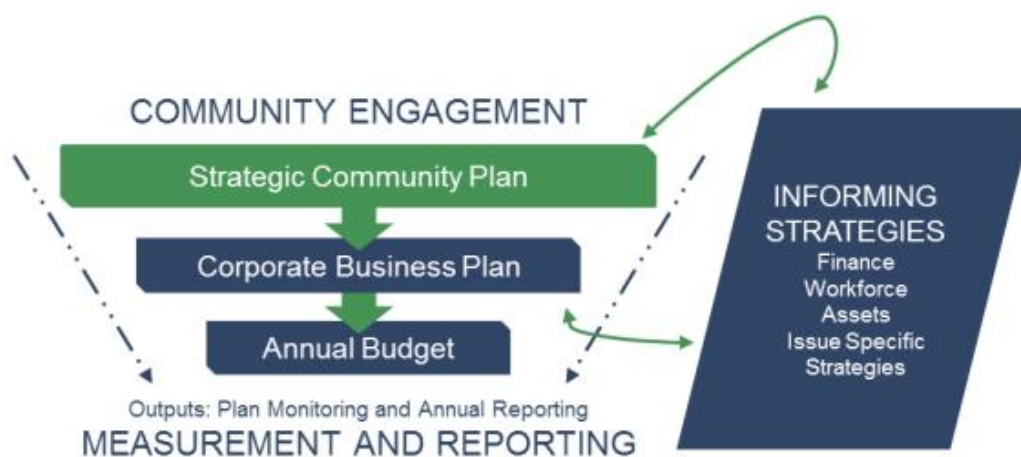 COMMUNITY ENGAGEMENT
Strategic Community Plan
Corporate Business Plan
Annual Budget
Outputs: Plan Monitoring and Annual Reporting
MEASUREMENT AND REPORTING
INFORMING
STRATEGIES
Finance
Workforce
Assets
Issue Specific
Strategies